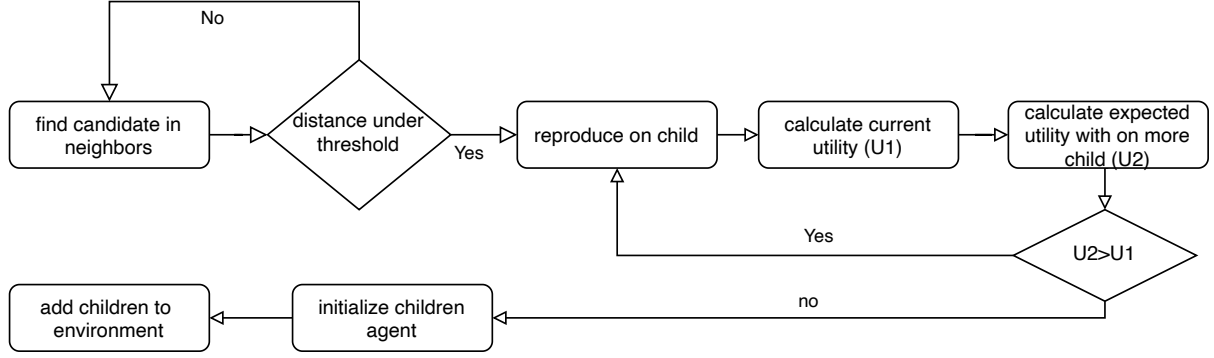 No
find candidate in
neighbors
distance under
threshold
Yes
reproduce on child
calculate current
utility (U1)
calculate expected
utility with on more
child (U2)
Yes
U2>U1
no
add children to
environment
initialize children
agent